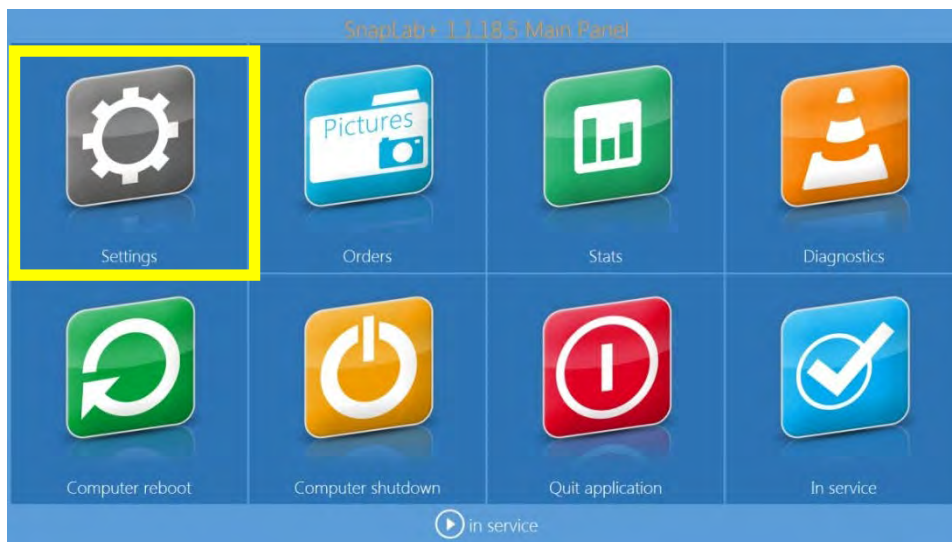 SnapLab+ 1.1.18.5 Main Panel
Pictures
Settings
Orders
Stats
Diagnostics
Computer reboot
Computer shutdown
Quit application
In service
in service